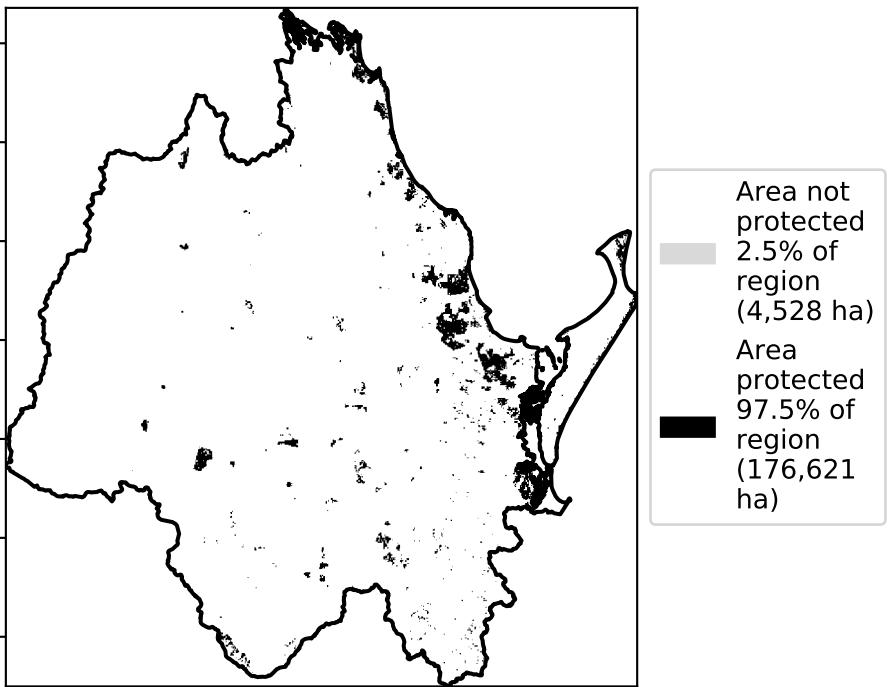 Area not
protected
2.5% of
region
(4,528 ha)
Area
protected
97.5% of
region
(176,621
ha)